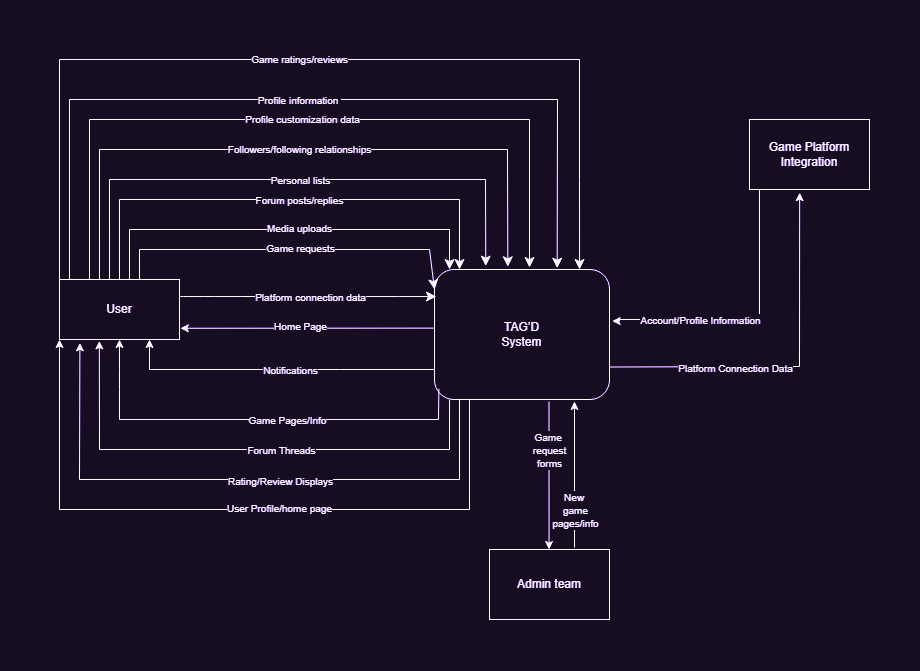 Game ratings/reviews
Profile information
Profile customization data
Followers/following relationships
Personal lists
Forum posts/replies
Media uploads
Game requests
Game Platform
Integration
User
Platform connection data
Home Page
TAG'D
System
Account/Profile Information
Notifications
Platform Connection Data
Game Pages/Info
Forum Threads
Rating/Review Displays
User Profile/home page
Game
request
forms
New
game
pages/info
Admin team